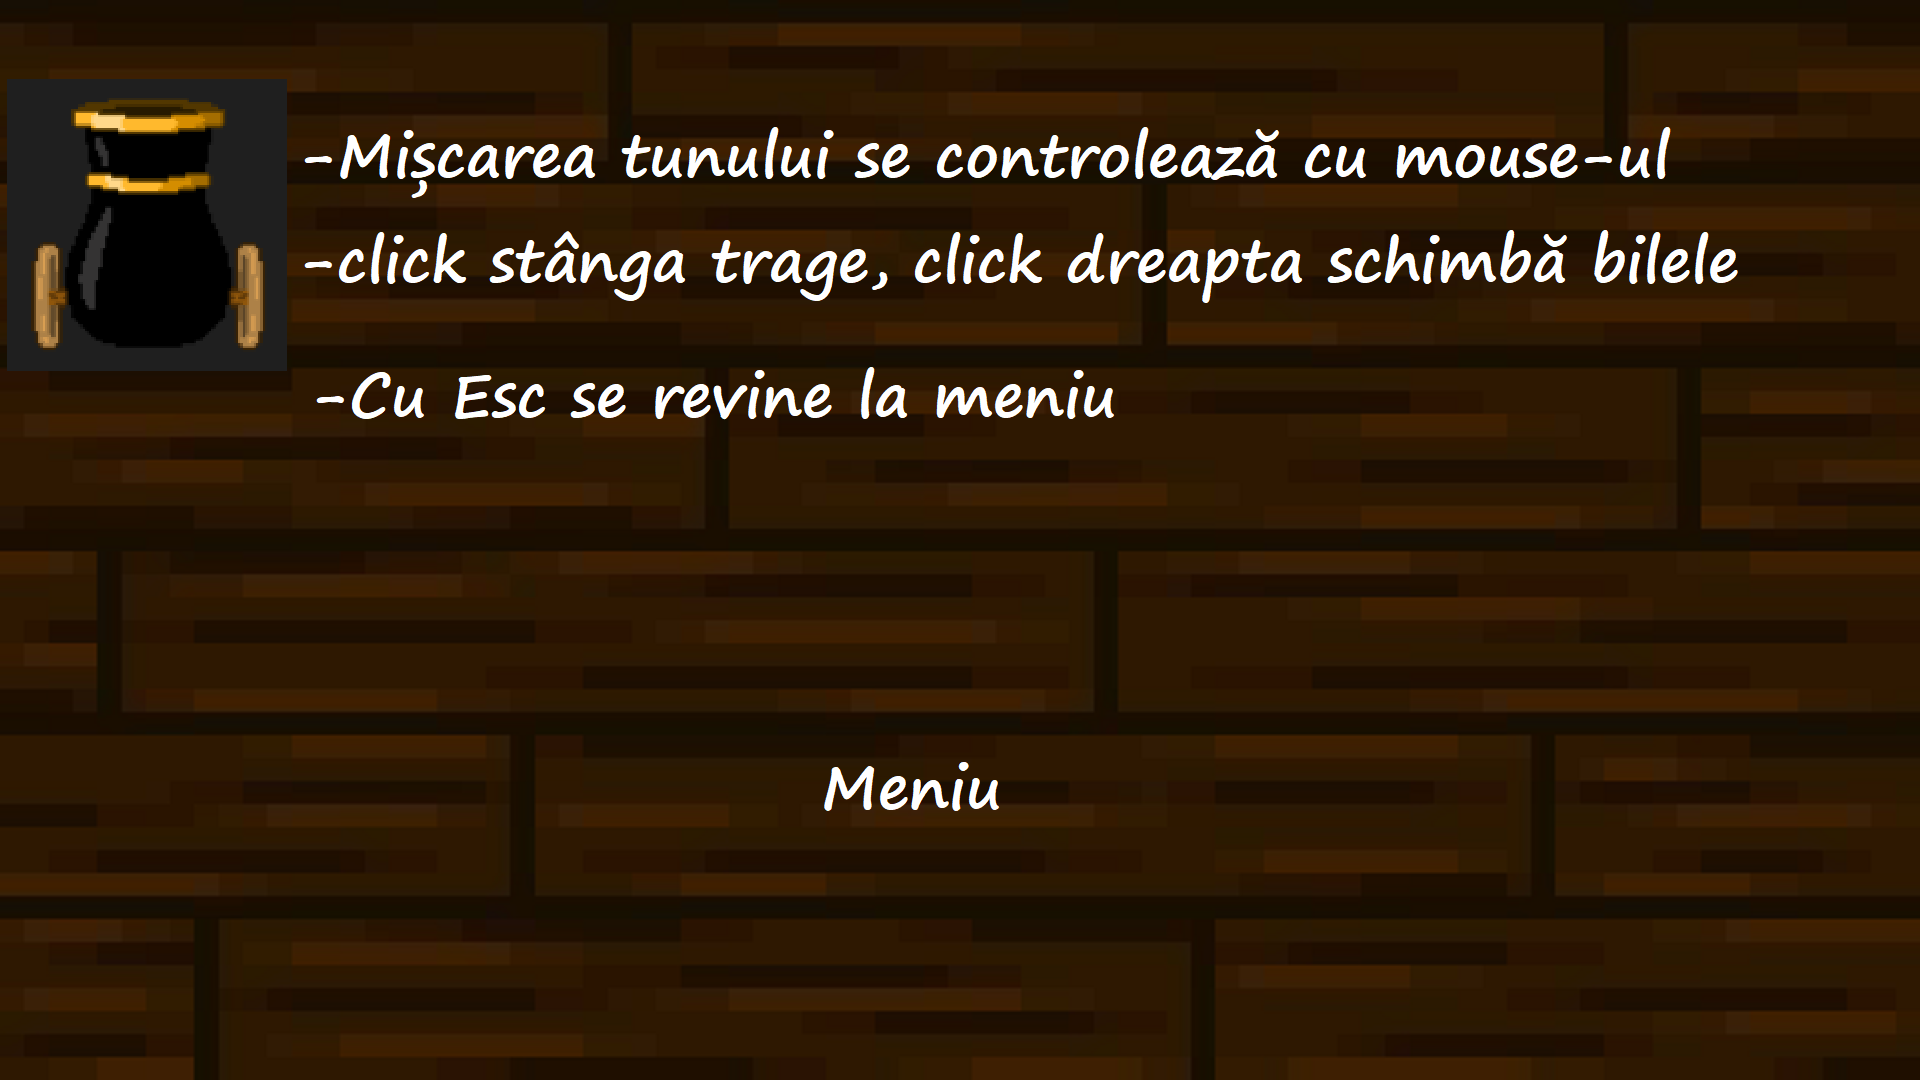 -Mișcarea tunului se controlează cu mouse-ul
-click stânga trage, click dreapta schimbă bilele
-Cu Esc se revine la meniu
Meniu